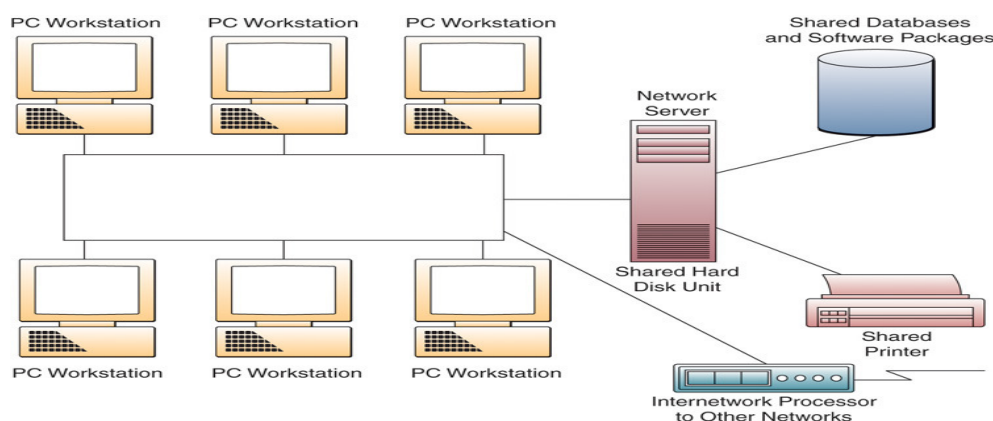 PC Workstation
PC Workstation
PC Workstation
Shared Databases
and Software Packages
Network
Server
Shared Hard
Disk Unit
Shared
Printer
PC Workstation
PC Workstation
PC Workstation
Internetwork Processor
to Other Networks